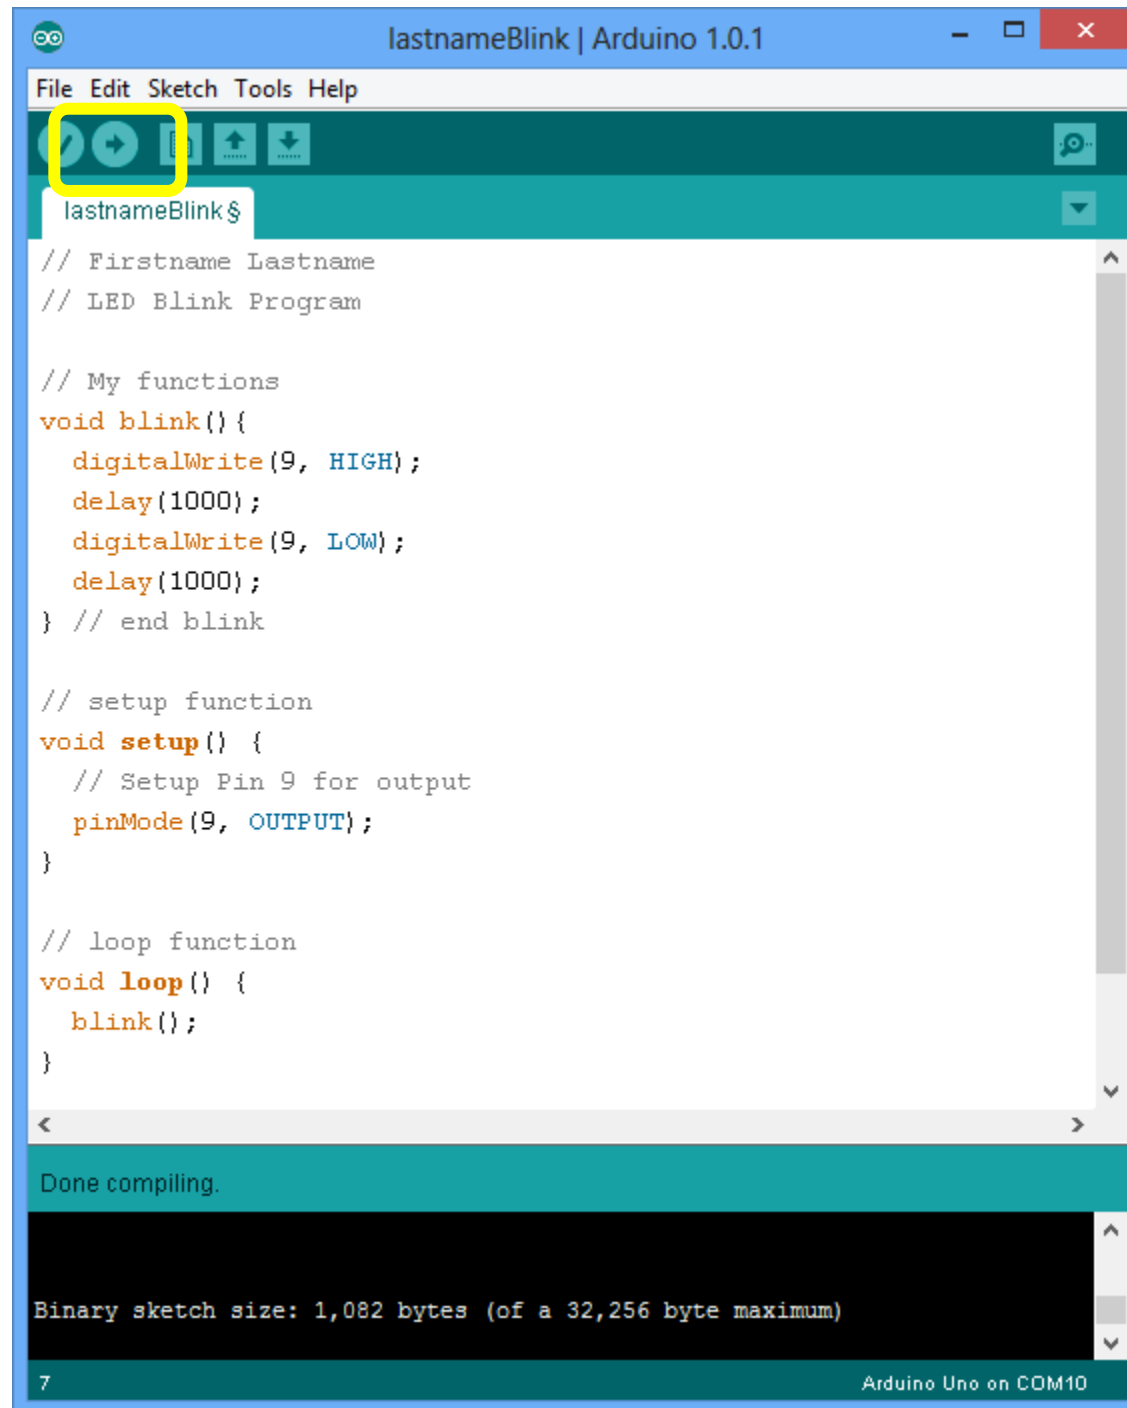 lastnameBlink | Arduino 1.0.1
File Edit Sketch Tools Help
lastnameBlink §
// Firstname Lastname
// LED Blink Program
// My functions
void blink(){
  digitalWrite(9, HIGH);
  delay(1000);
  digitalWrite(9, LOW);
  delay(1000);
} // end blink
// setup function
void setup() {
  // Setup Pin 9 for output
  pinMode(9, OUTPUT);
}
// loop function
void loop() {
  blink();
}
Done compiling.
Binary sketch size: 1,082 bytes (of a 32,256 byte maximum)
7
Arduino Uno on COM10